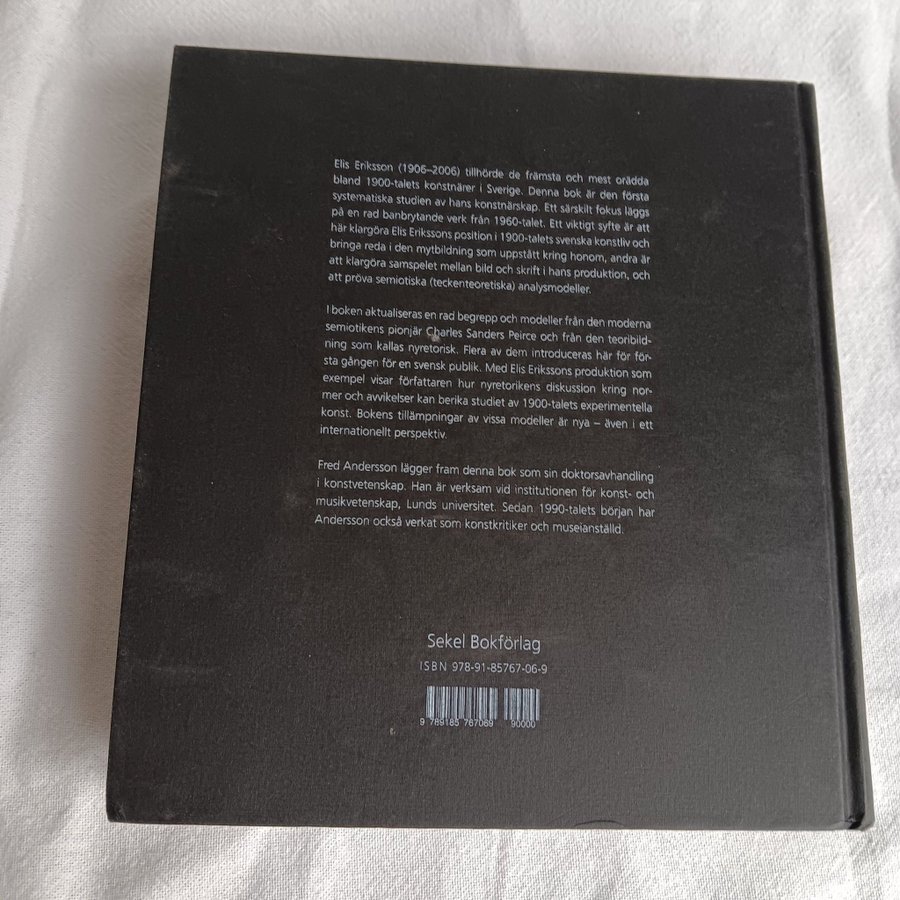 Elis Eriksson (1906–2006) tillhörde de främsta och mest orädda
bland 1900-talets konstnärer i Sverige. Denna bok är den första
systematiska studien av hans konstnärskap. Ett särskilt fokus läggs
på en rad banbrytande verk från 1960-talet. Ett viktigt syfte är att
här klargöra Elis Erikssons position i 1900-talets svenska konstliv och
bringa reda i den mytbildning som uppstått kring honom, andra är
att klargöra samspelet mellan bild och skrift i hans produktion, och
att pröva semiotiska (teckenteoretiska) analysmodeller.
I boken aktualiseras en rad begrepp och modeller från den moderna
semiotikens pionjär Charles Sanders Peirce och från den teoribild-
ning som kallas nyretorisk. Flera av dem introduceras här för för-
sta gången för en svensk publik. Med Elis Erikssons produktion som
exempel visar författaren hur nyretorikens diskussion kring nor-
mer och avvikelser kan berika studiet av 1900-talets experimentella
konst. Bokens tillämpningar av vissa modeller är nya – även i ett
internationellt perspektiv.
Fred Andersson lägger fram denna bok som sin doktorsavhandling
i konstvetenskap. Han är verksam vid institutionen för konst- och
musikvetenskap, Lunds universitet. Sedan 1990-talets början har
Andersson också verkat som konstkritiker och museianställd.
Sekel Bokförlag
ISBN 978-91-85767-06-9
9 789185 767069 90000